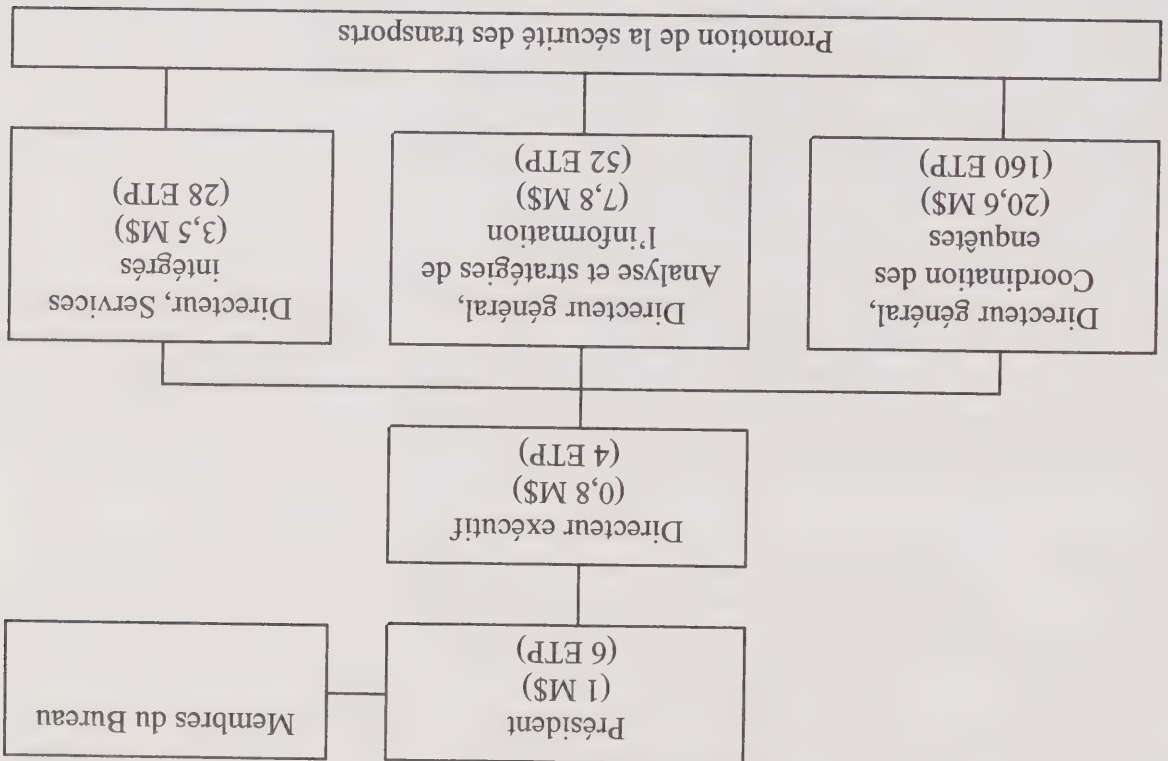 Président
(1 M$)
(6 ETP)
Membres du Bureau
Directeur exécutif
(0,8 M$)
(4 ETP)
Directeur général,
Coordination des
enquêtes
(20,6 M$)
(160 ETP)
Directeur général,
Analyse et stratégies de
l'information
(7,8 M$)
(52 ETP)
Directeur, Services
intégrés
(3,5 M$)
(28 ETP)
Promotion de la sécurité des transports